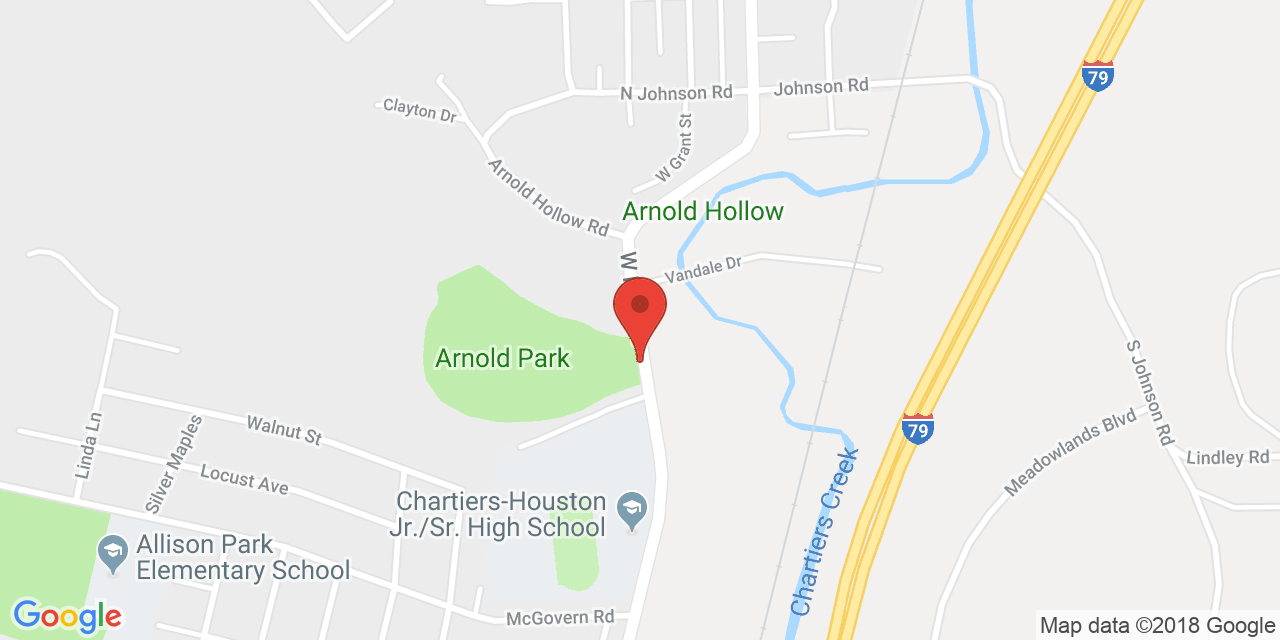 79
N Johnson Rd
Johnson Rd
Clayton Dr
W Grant St
Arnold Hollow Rd
Arnold Hollow
W
Vandale Dr
Arnold Park
S Johnson Rd
Linda Ln
Silver Maples
Walnut St
79
Meadowlands Blvd
Lindley Rd
Locust Ave
Chartiers Creek
Chartiers-Houston
Jr./Sr. High School
Allison Park
Elementary School
McGovern Rd
Google
Map data ©2018 Google